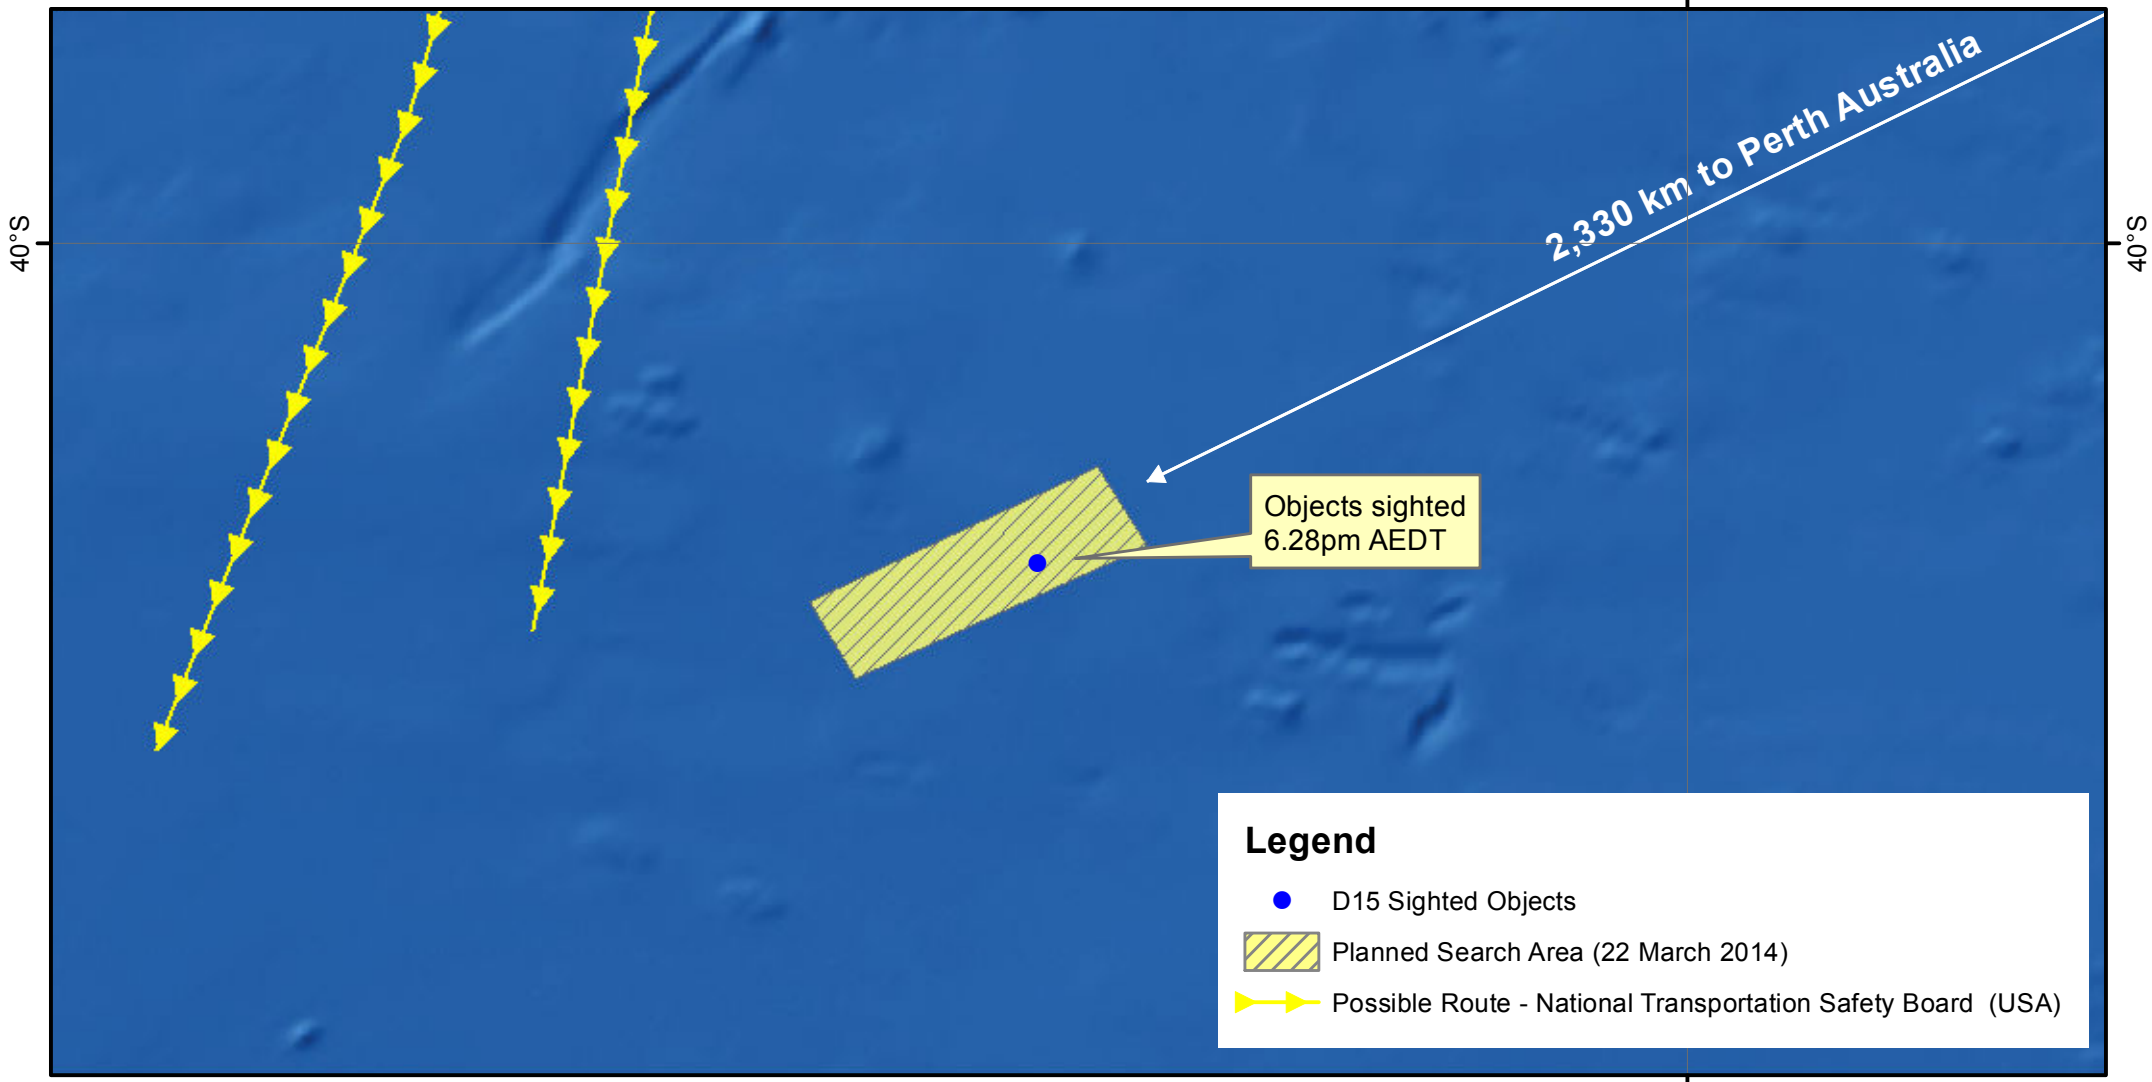 2,330 km to Perth Australia
40°S
40°S
Objects sighted
6.28pm AEDT
Legend
D15 Sighted Objects
Planned Search Area (22 March 2014)
Possible Route - National Transportation Safety Board (USA)